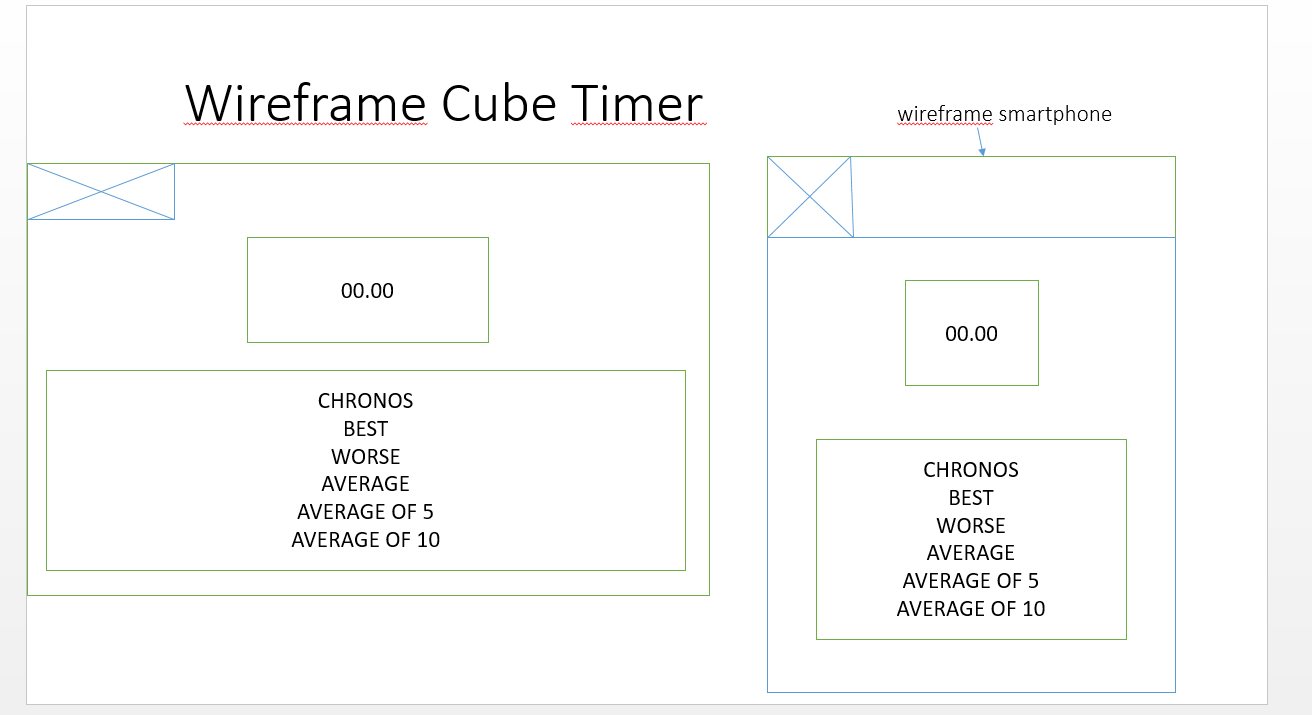 Wireframe Cube Timer
wireframe smartphone
00.00
CHRONOS
BEST
WORSE
AVERAGE
AVERAGE OF 5
AVERAGE OF 10
00.00
CHRONOS
BEST
WORSE
AVERAGE
AVERAGE OF 5
AVERAGE OF 10